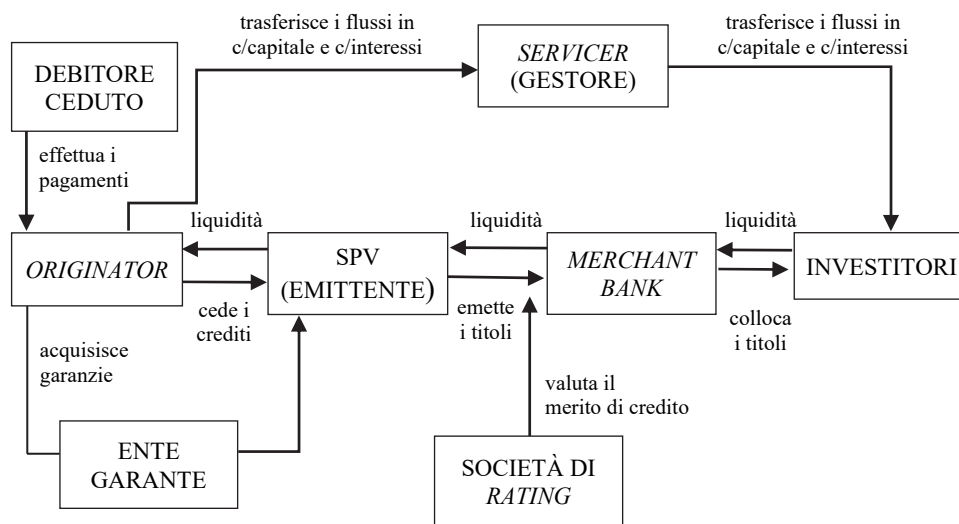 trasferisce i flussi in
c/capitale e c/interessi
trasferisce i flussi in
c/capitale e c/interessi
DEBITORE
CEDUTO
SERVICER
(GESTORE)
effettua i
pagamenti
liquidità
liquidità
liquidità
ORIGINATOR
SPV
(EMITTENTE)
MERCHANT
BANK
INVESTITORI
cede i
crediti
emette
i titoli
colloca
i titoli
acquisisce
garanzie
valuta il
merito di credito
ENTE
GARANTE
SOCIETÀ DI
RATING